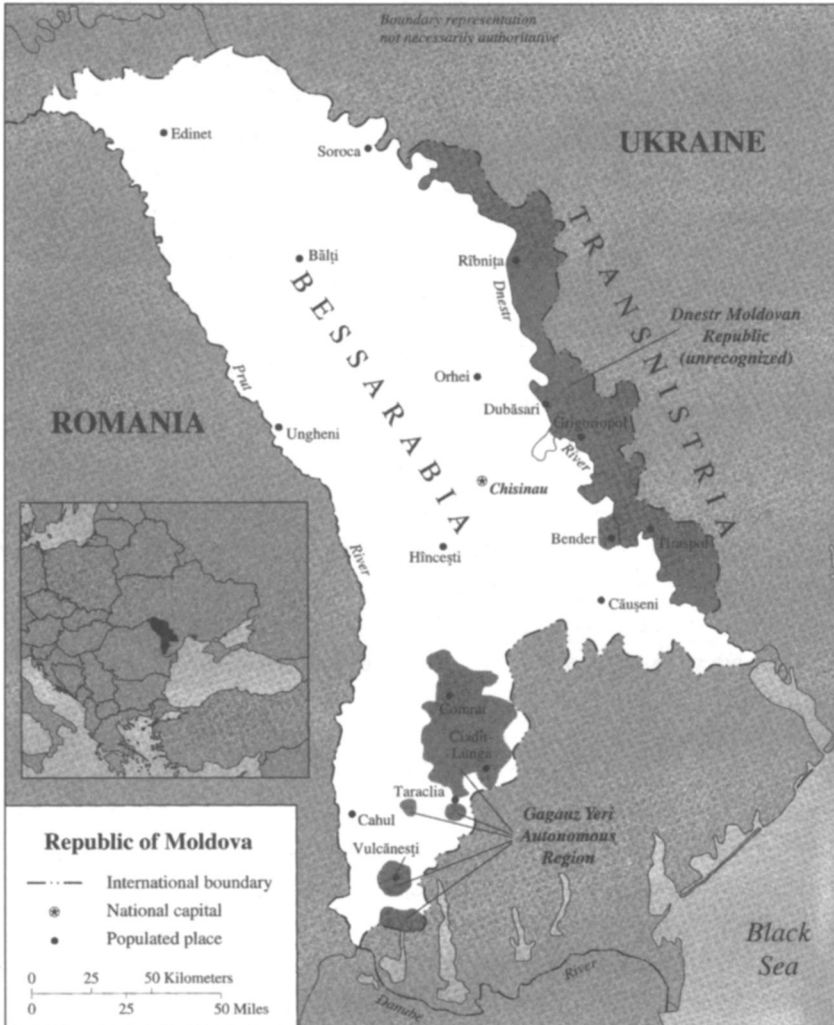 Boundary representation
not necessarily authoritative
UKRAINE
Edinet
Soroca
TRANSNISTRIA
Bălți
Rîbnița
BESSARABIA
Dnestr
Dnestr Moldovan
Republic
(unrecognized)
Prut
Orhei
Dubăsari
ROMANIA
Grigoriopol
Ungheni
River
Chisinau
River
Hîncești
Bender
Tiraspol
Căușeni
Comrat
Ciadîr-
Lunga
Taraclia
Cahul
Gagauz Yeri
Autonomous
Region
Vulcănești
Republic of Moldova
International boundary
National capital
Populated place
0 25 50 Kilometers
0 25 50 Miles
Black
Sea
Danube
River